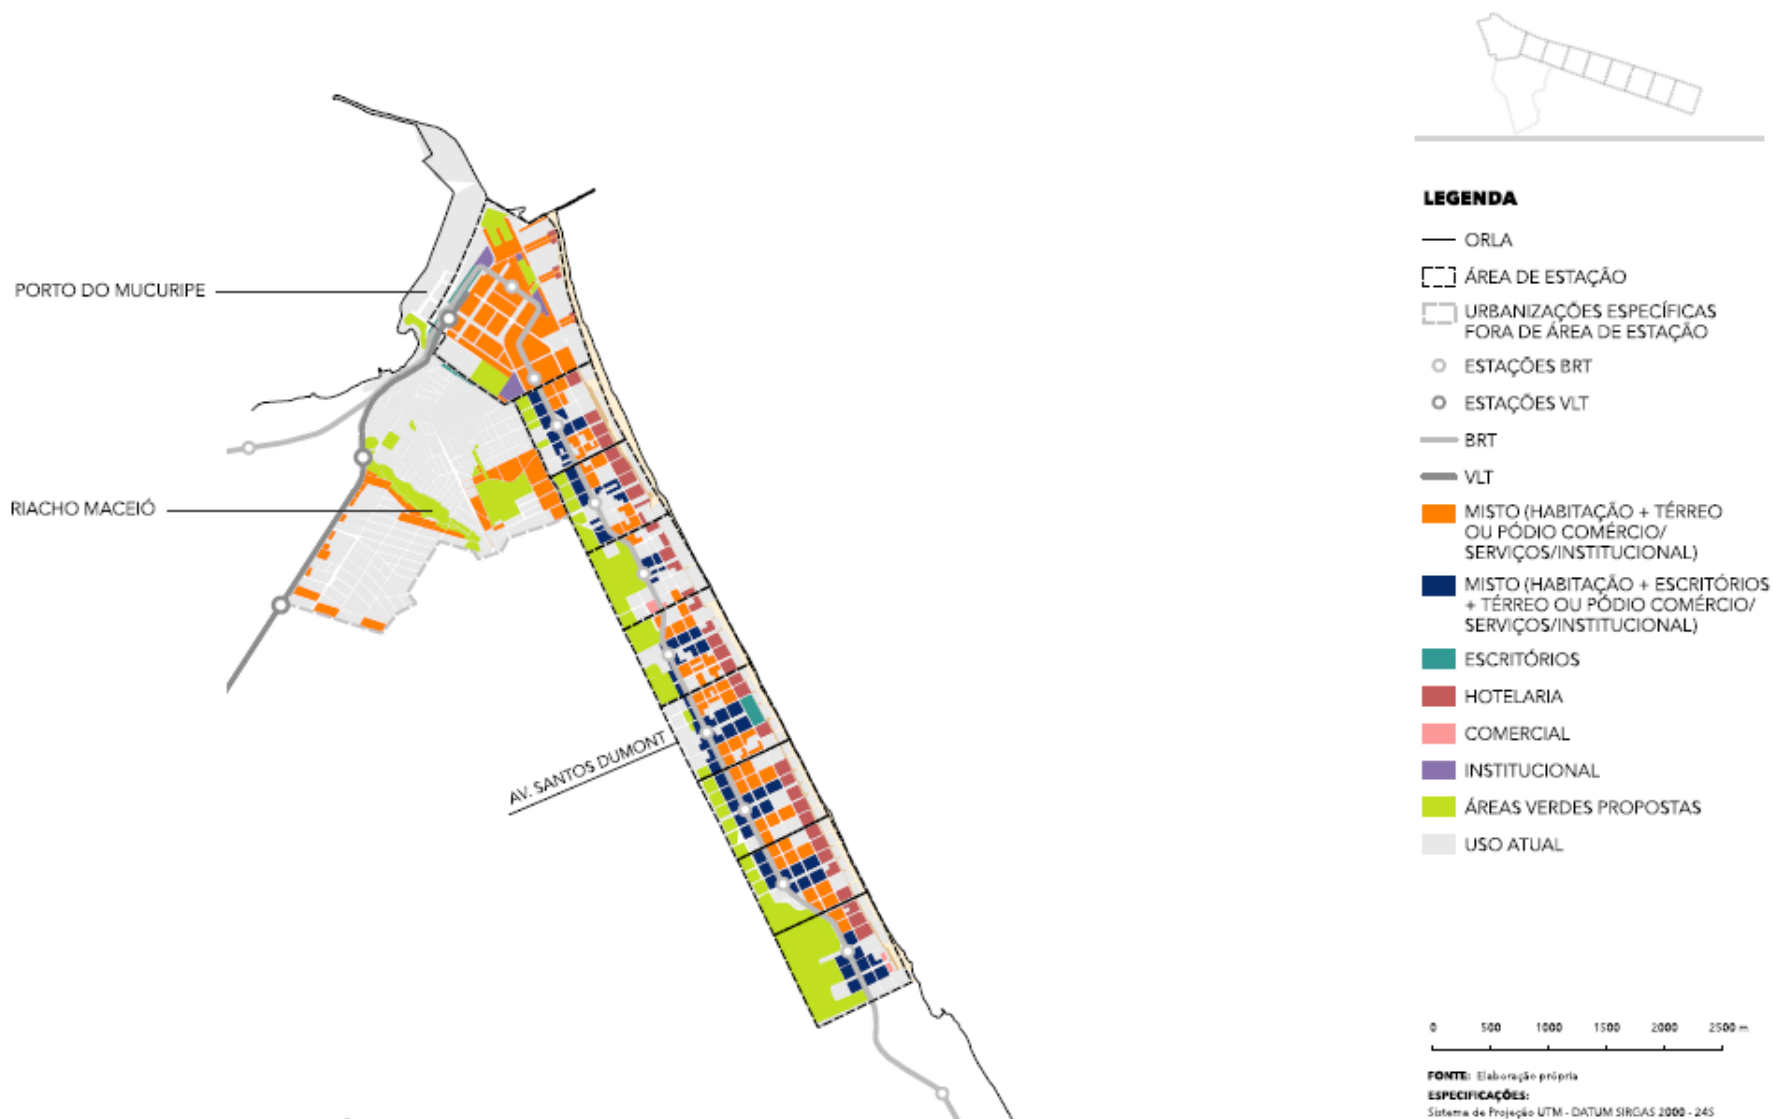 PORTO DO MUCURIPE
RIACHO MACEIÓ
AV. SANTOS DUMONT
LEGENDA
ORLA
ÁREA DE ESTAÇÃO
URBANIZAÇÕES ESPECÍFICAS
FORA DE ÁREA DE ESTAÇÃO
ESTAÇÕES BRT
ESTAÇÕES VLT
BRT
VLT
MISTO (HABITAÇÃO + TÉRREO
OU PÓDIO COMÉRCIO/
SERVIÇOS/INSTITUCIONAL)
MISTO (HABITAÇÃO + ESCRITÓRIOS
+ TÉRREO OU PÓDIO COMÉRCIO/
SERVIÇOS/INSTITUCIONAL)
ESCRITÓRIOS
HOTELARIA
COMERCIAL
INSTITUCIONAL
ÁREAS VERDES PROPOSTAS
USO ATUAL
0 500 1000 1500 2000 2500 m
FONTE: Elaboração própria
ESPECIFICAÇÕES:
Sistema de Projeção UTM - DATUM SIRGAS 2000 - 24S